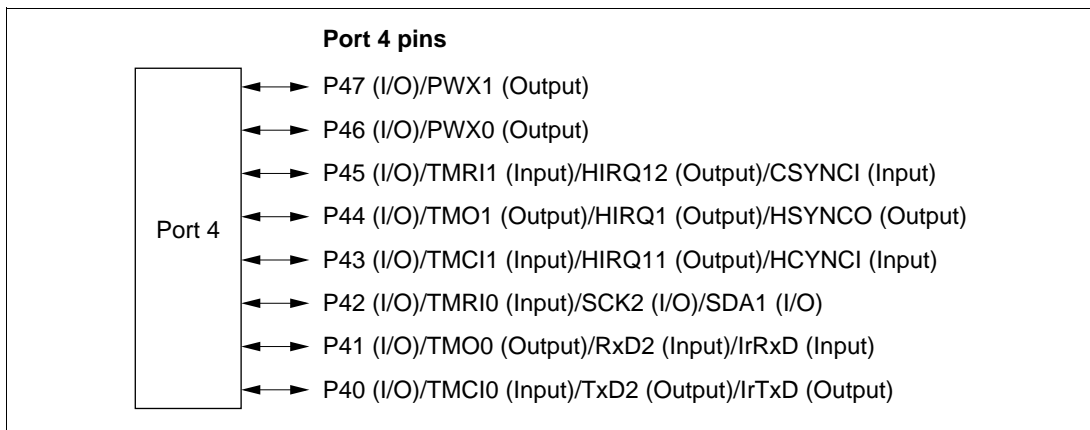 Port 4 pins
P47 (I/O)/PWX1 (Output)
P46 (I/O)/PWX0 (Output)
P45 (I/O)/TMRI1 (Input)/HIRQ12 (Output)/CSYNCI (Input)
Port 4
P44 (I/O)/TMO1 (Output)/HIRQ1 (Output)/HSYNCO (Output)
P43 (I/O)/TMCI1 (Input)/HIRQ11 (Output)/HCYNCI (Input)
P42 (I/O)/TMRI0 (Input)/SCK2 (I/O)/SDA1 (I/O)
P41 (I/O)/TMO0 (Output)/RxD2 (Input)/IrRxD (Input)
P40 (I/O)/TMCI0 (Input)/TxD2 (Output)/IrTxD (Output)